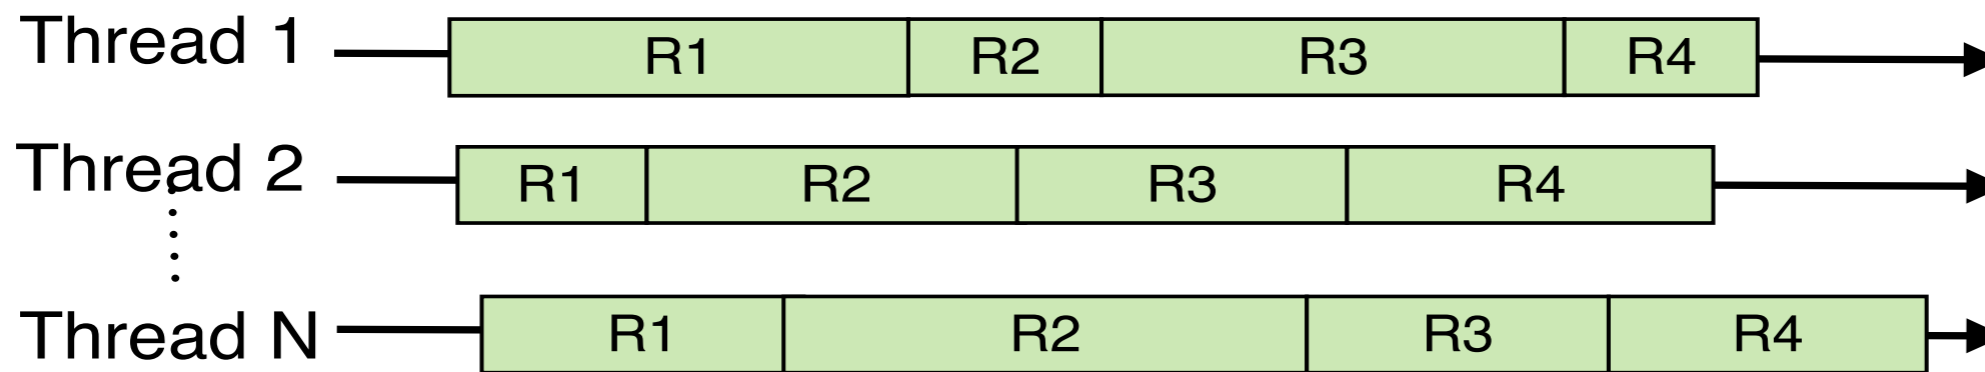 Thread 1 R1 R2 R3 R4
Thread 2 R1 R2 R3 R4
Thread N R1 R2 R3 R4